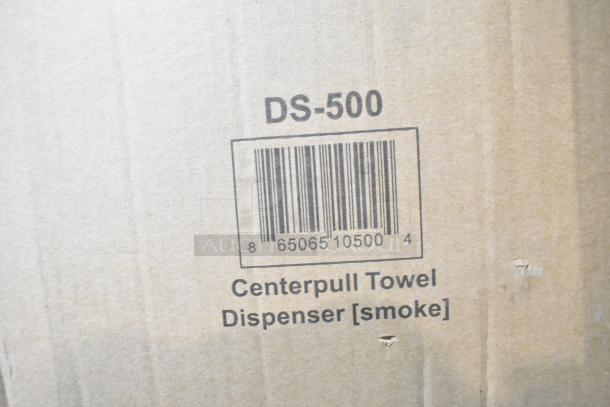 DS-500
8 65065 10500 4
Centerpull Towel
Dispenser [smoke]